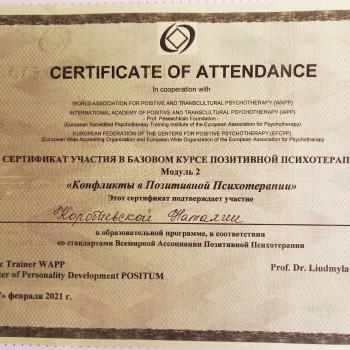 CERTIFICATE OF ATTENDANCE
In cooperation with
WORLD ASSOCIATION FOR POSITIVE AND TRANSCULTURAL PSYCHOTHERAPY (WAPP)
INTERNATIONAL ACADEMY OF POSITIVE AND TRANSCULTURAL PSYCHOTHERAPY (IAPP)
- Prof. Peseschkian Foundation -
(European Accredited Psychotherapy Training Institute of the European Association for Psychotherapy)
EUROPEAN FEDERATION OF THE CENTERS FOR POSITIVE PSYCHOTHERAPY (EFCPP)
(European Wide Accrediting Organization and European Wide Organization of the European Association for Psychotherapy
СЕРТИФИКАТ УЧАСТИЯ В БАЗОВОМ КУРСЕ ПОЗИТИВНОЙ ПСИХОТЕРАП
Модуль 2
«Конфликты в Позитивной Психотерапии»
Этот сертификат подтверждает участие
Наталии
в образовательной программе, в соответствии
со стандартами Всемирной Ассоциации Позитивной Психотерапии
c Trainer WAPP
ter of Personality Development POSITUM
Prof. Dr. Liudmyla
февраля 2021 г.